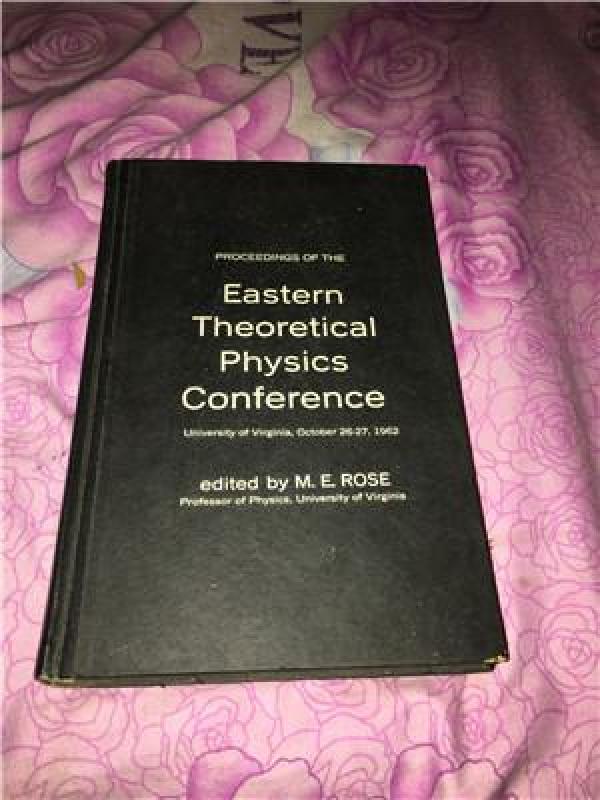 VE
PROCEEDINGS OF THE
Eastern
Theoretical
Physics
Conference
University of Virginia, October 26-27, 1962
edited by M. E. ROSE
Professor of Physics, University of Virginia